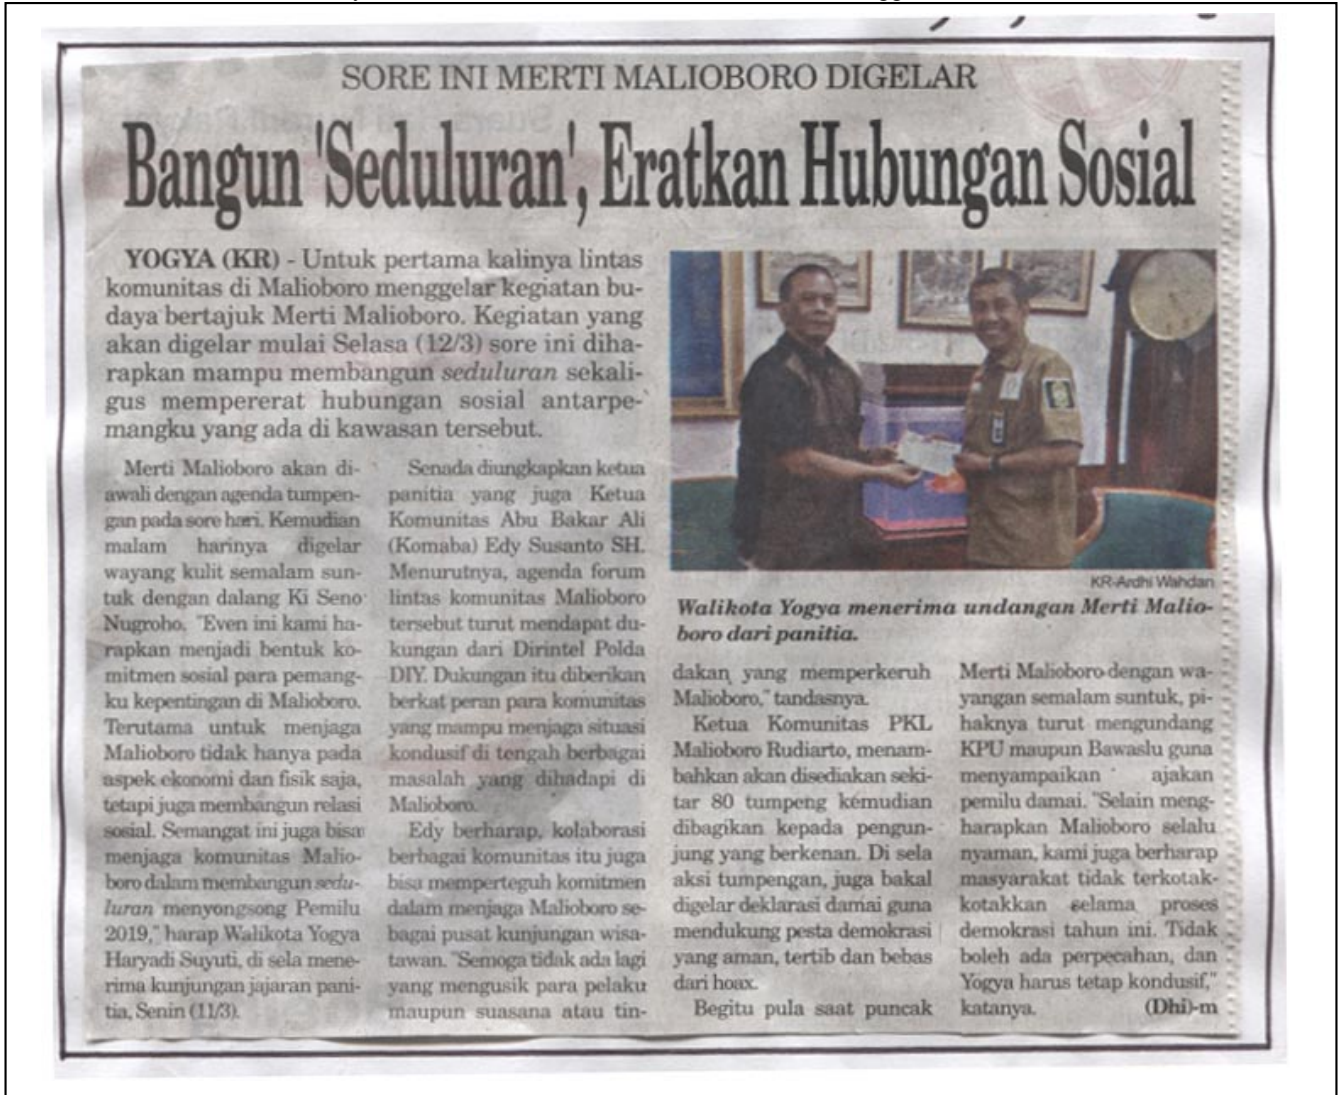 SORE INI MERTI MALIOBORO DIGELAR
Bangun 'Seduluran', Eratkan Hubungan Sosial
YOGYA (KR) - Untuk pertama kalinya lintas
komunitas di Malioboro menggelar kegiatan bu-
daya bertajuk Merti Malioboro. Kegiatan yang
akan digelar mulai Selasa (12/3) sore ini diha-
rapkan mampu membangun seduluran sekali-
gus mempererat hubungan sosial antarpe-
mangku yang ada di kawasan tersebut.
Merti Malioboro akan di-
awali dengan agenda tumpen-
gan pada sore hari. Kemudian
malam harinya digelar
wayang kulit semalam sun-
tuk dengan dalang Ki Seno
Nugroho. "Even ini kami ha-
rapkan menjadi bentuk ko-
mitmen sosial para pemang-
ku kepentingan di Malioboro.
Terutama untuk menjaga
Malioboro tidak hanya pada
aspek ekonomi dan fisik saja,
tetapi juga membangun relasi
sosial. Semangat ini juga bisa
menjaga komunitas Malio-
boro dalam membangun sedu-
luran menyongsong Pemilu
2019," harap Walikota Yogya
Haryadi Suyuti, di sela mene-
rima kunjungan jajaran pani-
tia, Senin (11/3).
Senada diungkapkan ketua
panitia yang juga Ketua
Komunitas Abu Bakar Ali
(Komaba) Edy Susanto SH.
Menurutnya, agenda forum
lintas komunitas Malioboro
tersebut turut mendapat du-
kungan dari Dirintel Polda
DIY. Dukungan itu diberikan
berkat peran para komunitas
yang mampu menjaga situasi
kondusif di tengah berbagai
masalah yang dihadapi di
Malioboro.
Edy berharap, kolaborasi
berbagai komunitas itu juga
bisa memperteguh komitmen
dalam menjaga Malioboro se-
bagai pusat kunjungan wisa-
tawan. "Semoga tidak ada lagi
yang mengusik para pelaku
maupun suasana atau tin-
KR-Ardhi Wahdan
Walikota Yogya menerima undangan Merti Malio-
boro dari panitia.
dakan yang memperkeruh
Malioboro," tandasnya.
Ketua Komunitas PKL
Malioboro Rudiarto, menam-
bahkan akan disediakan seki-
tar 80 tumpeng kemudian
dibagikan kepada pengun-
jung yang berkenan. Di sela
aksi tumpengan, juga bakal
digelar deklarasi damai guna
mendukung pesta demokrasi
yang aman, tertib dan bebas
dari hoax.
Begitu pula saat puncak
Merti Malioboro dengan wa-
yangan semalam suntuk, pi-
haknya turut mengundang
KPU maupun Bawaslu guna
menyampaikan ajakan
pemilu damai. "Selain meng-
harapkan Malioboro selalu
nyaman, kami juga berharap
masyarakat tidak terkotak-
kotakkan selama proses
demokrasi tahun ini. Tidak
boleh ada perpecahan, dan
Yogya harus tetap kondusif,"
katanya. (Dhi)-m